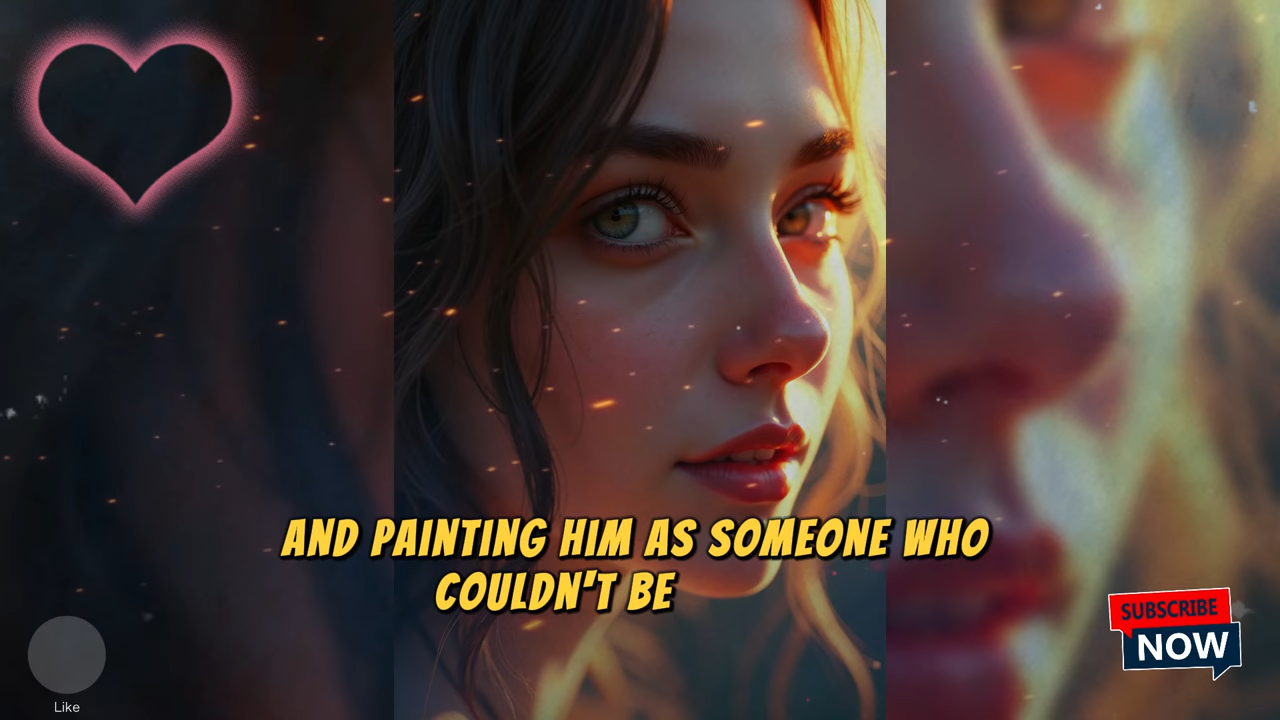 AND PAINTING HIM AS SOMEONE WHO
COULDN'T BE
SUBSCRIBE
NOW
Like